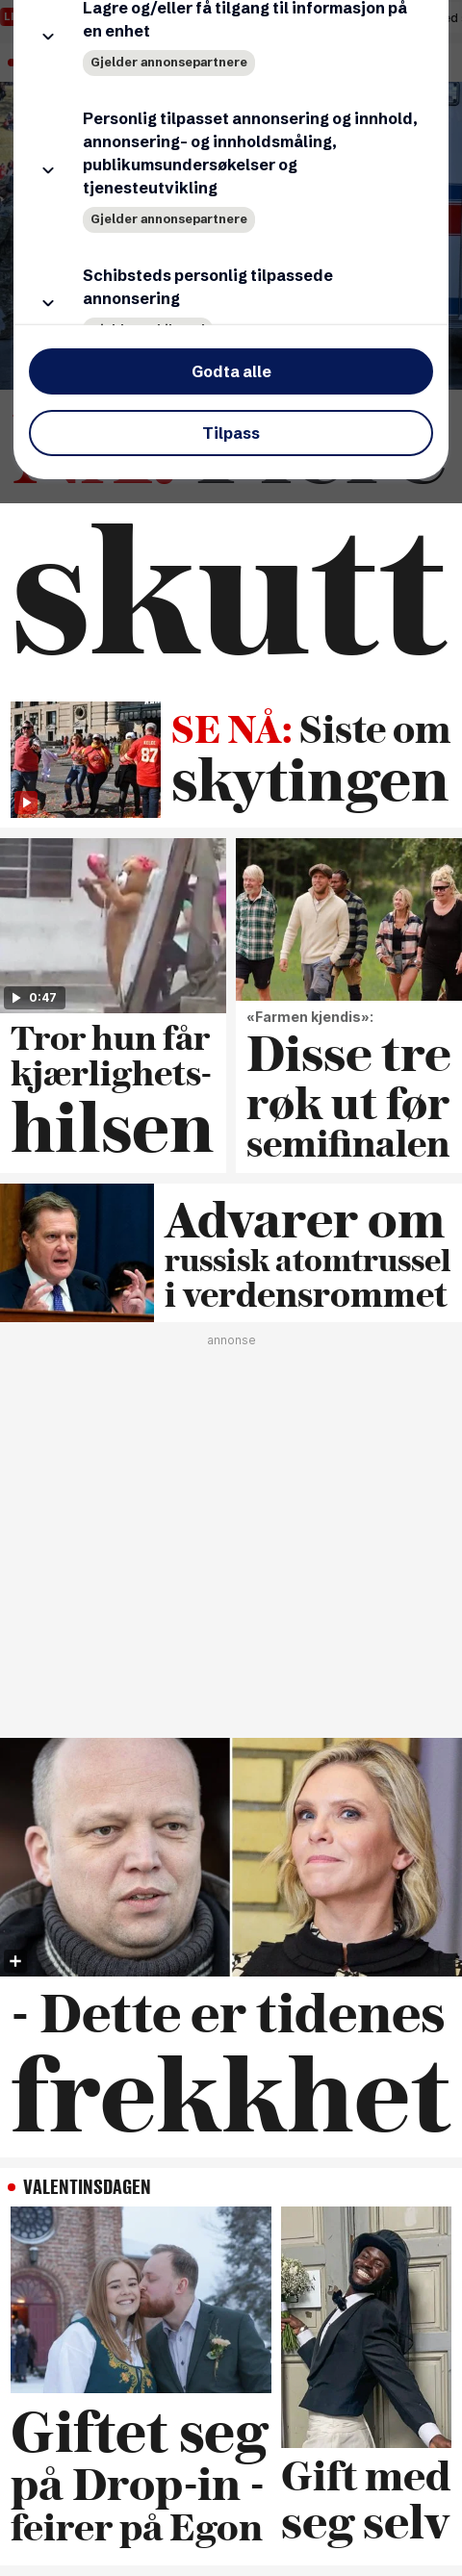 Lagre og/eller få tilgang til informasjon på
en enhet
Gjelder annonsepartnere
Personlig tilpasset annonsering og innhold,
annonsering- og innholdsmåling,
publikumsundersøkelser og
tjenesteutvikling
Gjelder annonsepartnere
Schibsteds personlig tilpassede
annonsering
Godta alle
Tilpass
skutt
SE NÅ: Siste om
skytingen
0:47
Tror hun får
kjærlighets-
hilsen
«Farmen kjendis»:
Disse tre
røk ut før
semifinalen
Advarer om
russisk atomtrussel
i verdensrommet
annonse
- Dette er tidenes
frekkhet
VALENTINSDAGEN
Giftet seg
på Drop-in -
feirer på Egon
Gift med
seg selv